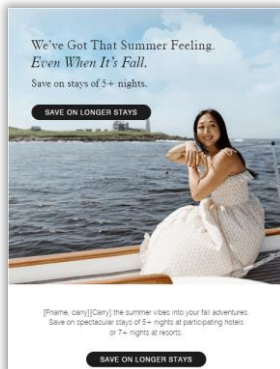 We've Got That Summer Feeling.
Even When It's Fall.
Save on stays of 5+ nights.
SAVE ON LONGER STAYS
[Fname, carry][Carry] the summer vibes into your fall adventures.
Save on spectacular stays of 5+ nights at participating hotels
or 7+ nights at resorts.
SAVE ON LONGER STAYS